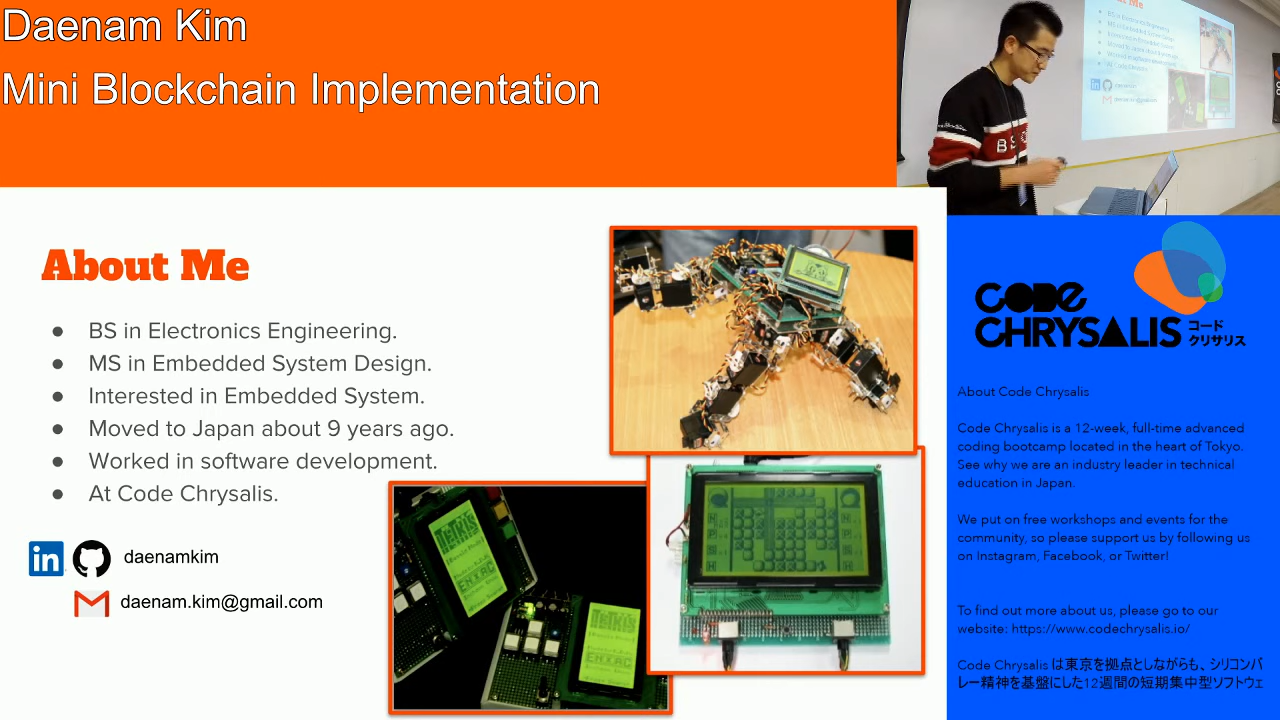 Daenam Kim
Mini Blockchain Implementation
About Me
● BS in Electronics Engineering.
● MS in Embedded System Design.
● Interested in Embedded System.
● Moved to Japan about 9 years ago.
● Worked in software development.
● At Code Chrysalis.
in daenamkim
daenam.kim@gmail.com
TETRIS
TETRIS
CODE
CHRYSALIS コード
クリサリス
About Code Chrysalis
Code Chrysalis is a 12-week, full-time advanced
coding bootcamp located in the heart of Tokyo.
See why we are an industry leader in technical
education in Japan.
We put on free workshops and events for the
community, so please support us by following us
on Instagram, Facebook, or Twitter!
To find out more about us, please go to our
website: https://www.codechrysalis.io/
Code Chrysalis は東京を拠点としながらも、シリコンバ
レー精神を基盤にした12週間の短期集中型ソフトウェ